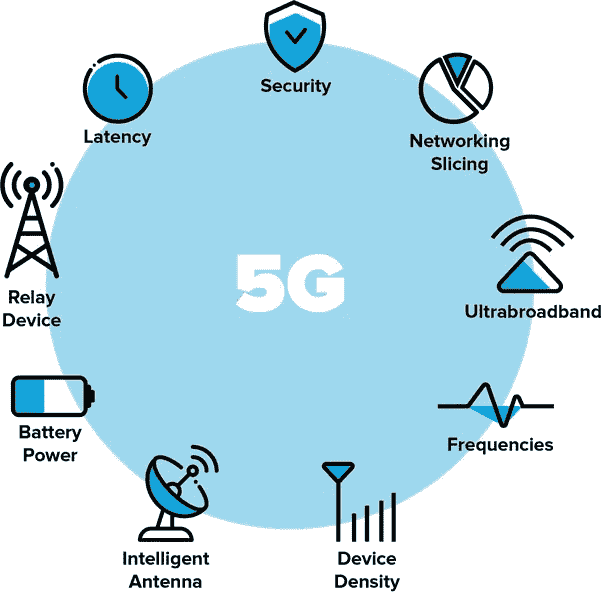 Security
Latency
Networking
Slicing
5G
Relay
Device
Ultrabroadband
Battery
Power
Frequencies
Intelligent
Antenna
Device
Density